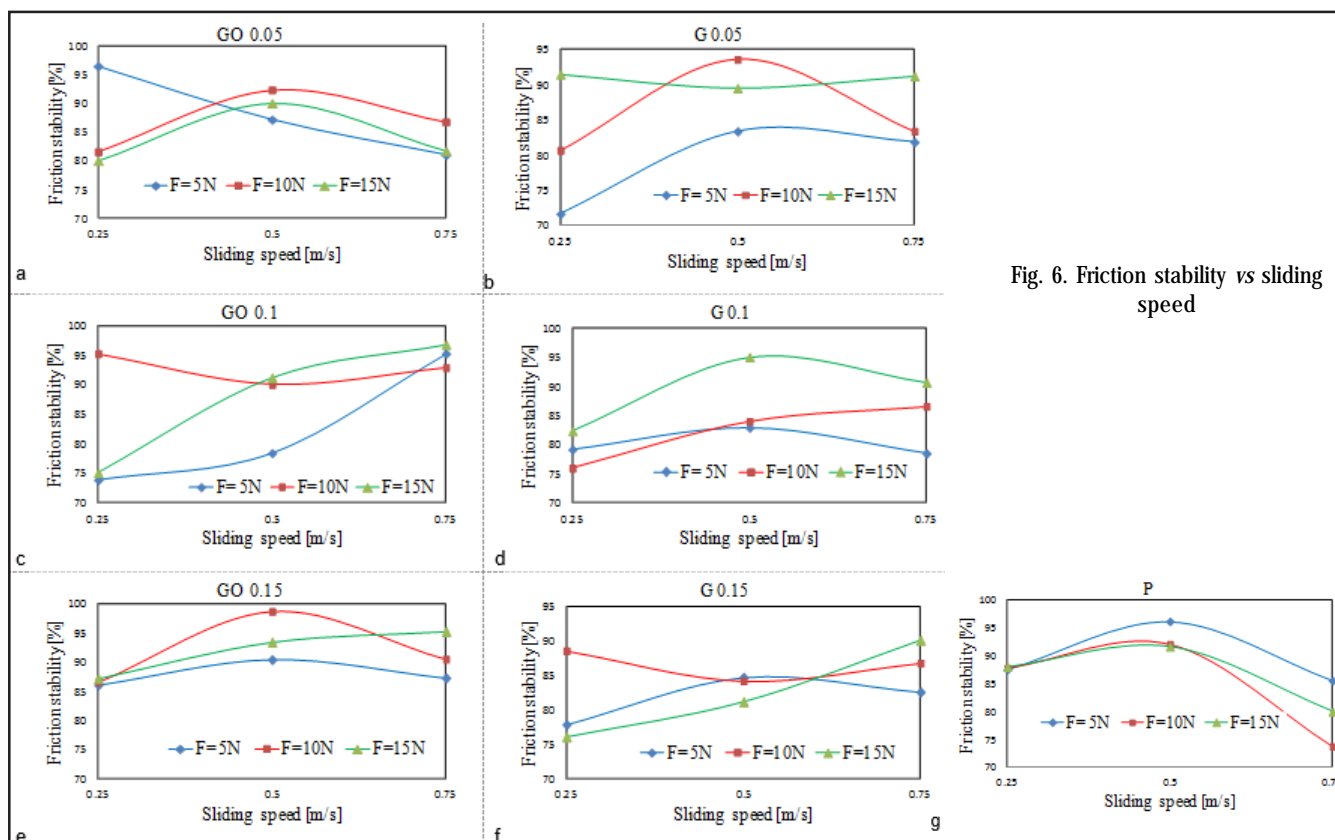 GO 0.05
Friction stability [%]
100
95
90
85
80
75
70
F=5N F=10N F=15N
0.25 0.5 0.75
Sliding speed [m/s]
a
G 0.05
Friction stability [%]
95
90
85
80
75
70
F=5N F=10N F=15N
0.25 0.5 0.75
Sliding speed [m/s]
b
Fig. 6. Friction stability vs sliding
speed
GO 0.1
Friction stability [%]
100
95
90
85
80
75
70
F=5N F=10N F=15N
0.25 0.5 0.75
Sliding speed [m/s]
c
G 0.1
Friction stability [%]
100
95
90
85
80
75
70
F=5N F=10N F=15N
0.25 0.5 0.75
Sliding speed [m/s]
d
GO 0.15
Friction stability [%]
100
95
90
85
80
75
70
F=5N F=10N F=15N
0.25 0.5 0.75
Sliding speed [m/s]
e
G 0.15
Friction stability [%]
95
90
85
80
75
70
F=5N F=10N F=15N
0.25 0.5 0.75
Sliding speed [m/s]
f
P
Friction stability [%]
100
95
90
85
80
75
70
F=5N F=10N F=15N
0.25 0.5
Sliding speed [m/s]
g